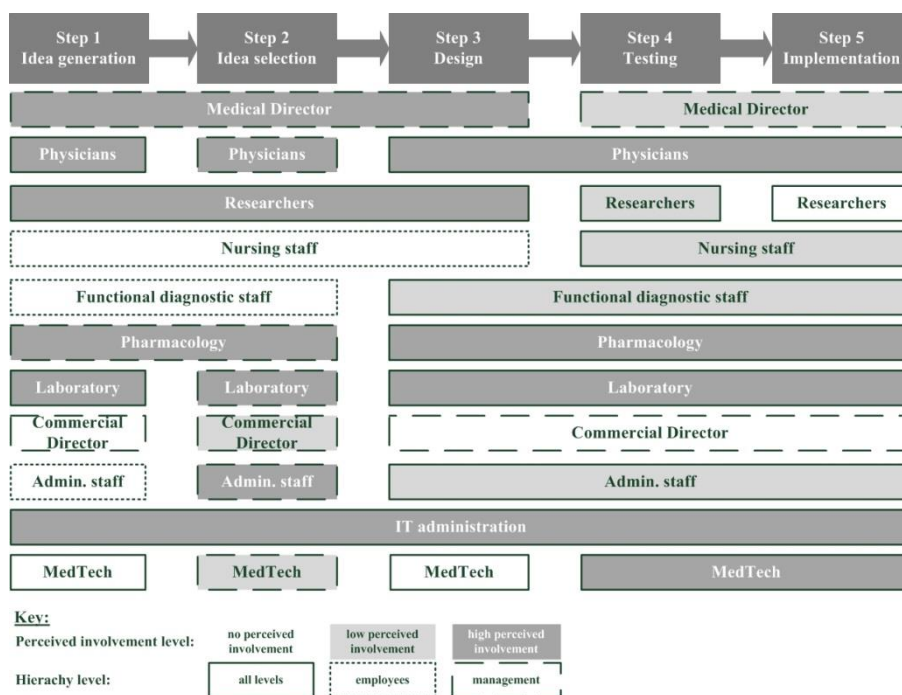 Step 1 Step 2 Step 3 Step 4 Step 5
Idea generation Idea selection Design Testing Implementation
Medical Director Medical Director
Physicians Physicians Physicians
Researchers Researchers Researchers
Nursing staff Nursing staff
Functional diagnostic staff Functional diagnostic staff
Pharmacology Pharmacology
Laboratory Laboratory Laboratory
Commercial Commercial Commercial Director
Director Director
Admin. staff Admin. staff Admin. staff
IT administration
MedTech MedTech MedTech MedTech
Key:
Perceived involvement level: no perceived low perceived high perceived
involvement involvement involvement
Hierachy level: all levels employees management